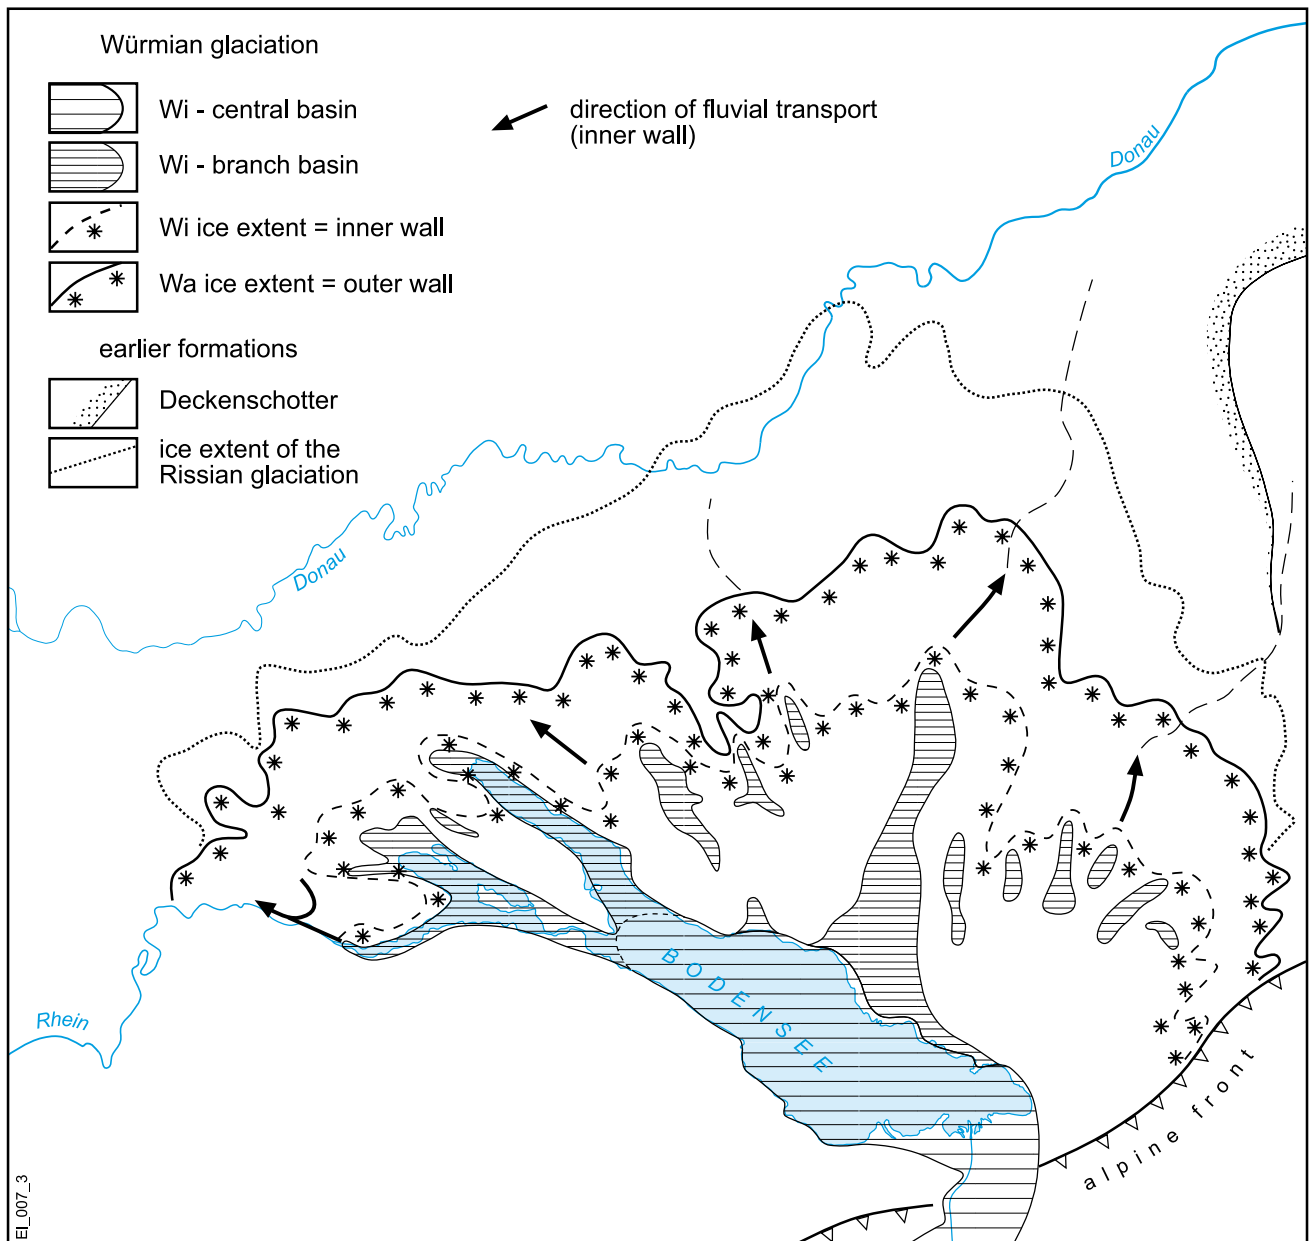 Würmian glaciation
Wi - central basin
Wi - branch basin
Wi ice extent = inner wall
Wa ice extent = outer wall
earlier formations
Deckenschotter
ice extent of the
Rissian glaciation
direction of fluvial transport
(inner wall)
Donau
Donau
Rhein
BODENSEE
alpine front
EI_007_3